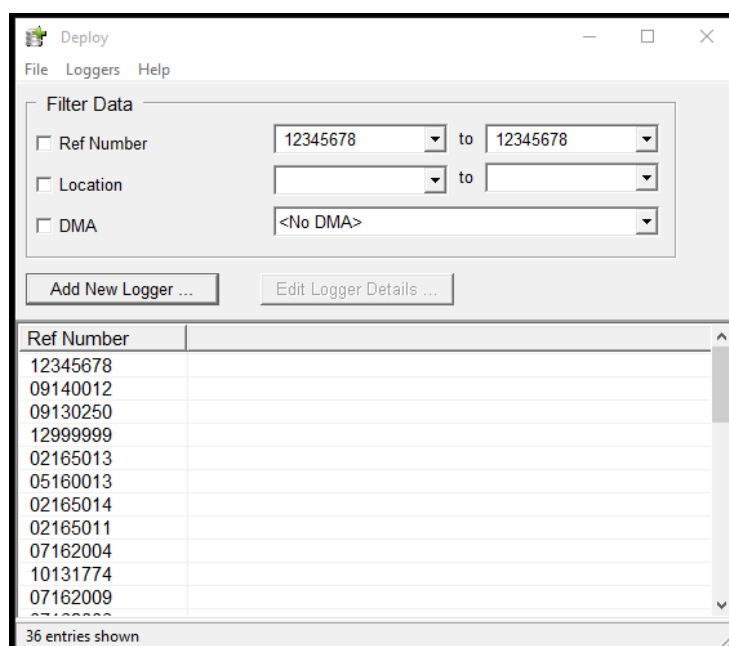 Deploy
File Loggers Help
Filter Data
Ref Number 12345678 to 12345678
Location to
DMA <No DMA>
Add New Logger ... Edit Logger Details ...
Ref Number
12345678
09140012
09130250
12999999
02165013
05160013
02165014
02165011
07162004
10131774
07162009
36 entries shown